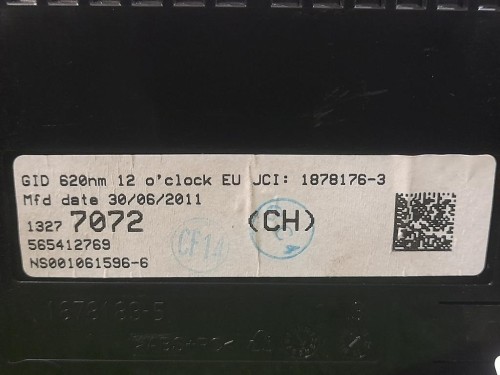 GID 620nm 12 o'clock EU JCI: 1878176-3
Mfd date 30/06/2011
1327 7072 (CH)
565412769
NS001061596-6